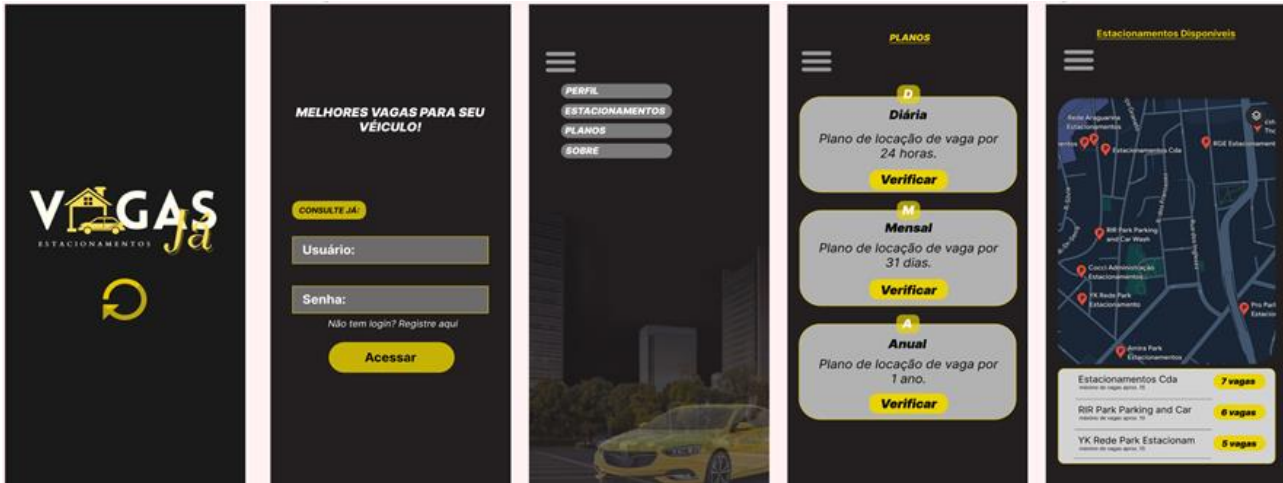 VAGAS
Já
ESTACIONAMENTOS
MELHORES VAGAS PARA SEU
VÉICULO!
CONSULTE JÁ:
Usuário:
Senha:
Não tem login? Registre aqui
Acessar
PERFIL
ESTACIONAMENTOS
PLANOS
SOBRE
PLANOS
D
Diária
Plano de locação de vaga por
24 horas.
Verificar
M
Mensal
Plano de locação de vaga por
31 dias.
Verificar
A
Anual
Plano de locação de vaga por
1 ano.
Verificar
Estacionamentos Disponíveis
Rede Araguarina
Estacionamentos
Estacionamentos Cda
RGE Estacionament
RIR Park Parking
and Car Wash
Cocci Administração
Estacionamentos...
YK Rede Park
Estacionamento
Pro Park
Estacio
Amira Park
Estacionamentos
Estacionamentos Cda
7 vagas
RIR Park Parking and Car
6 vagas
YK Rede Park Estacionam
5 vagas